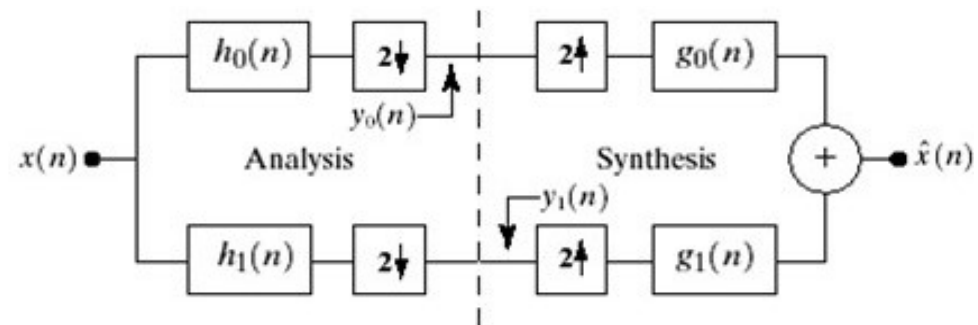 h₀(n) 2↓ 2↑ g₀(n)
y₀(n)
x(n) Analysis Synthesis + x̂(n)
y₁(n)
h₁(n) 2↓ 2↑ g₁(n)